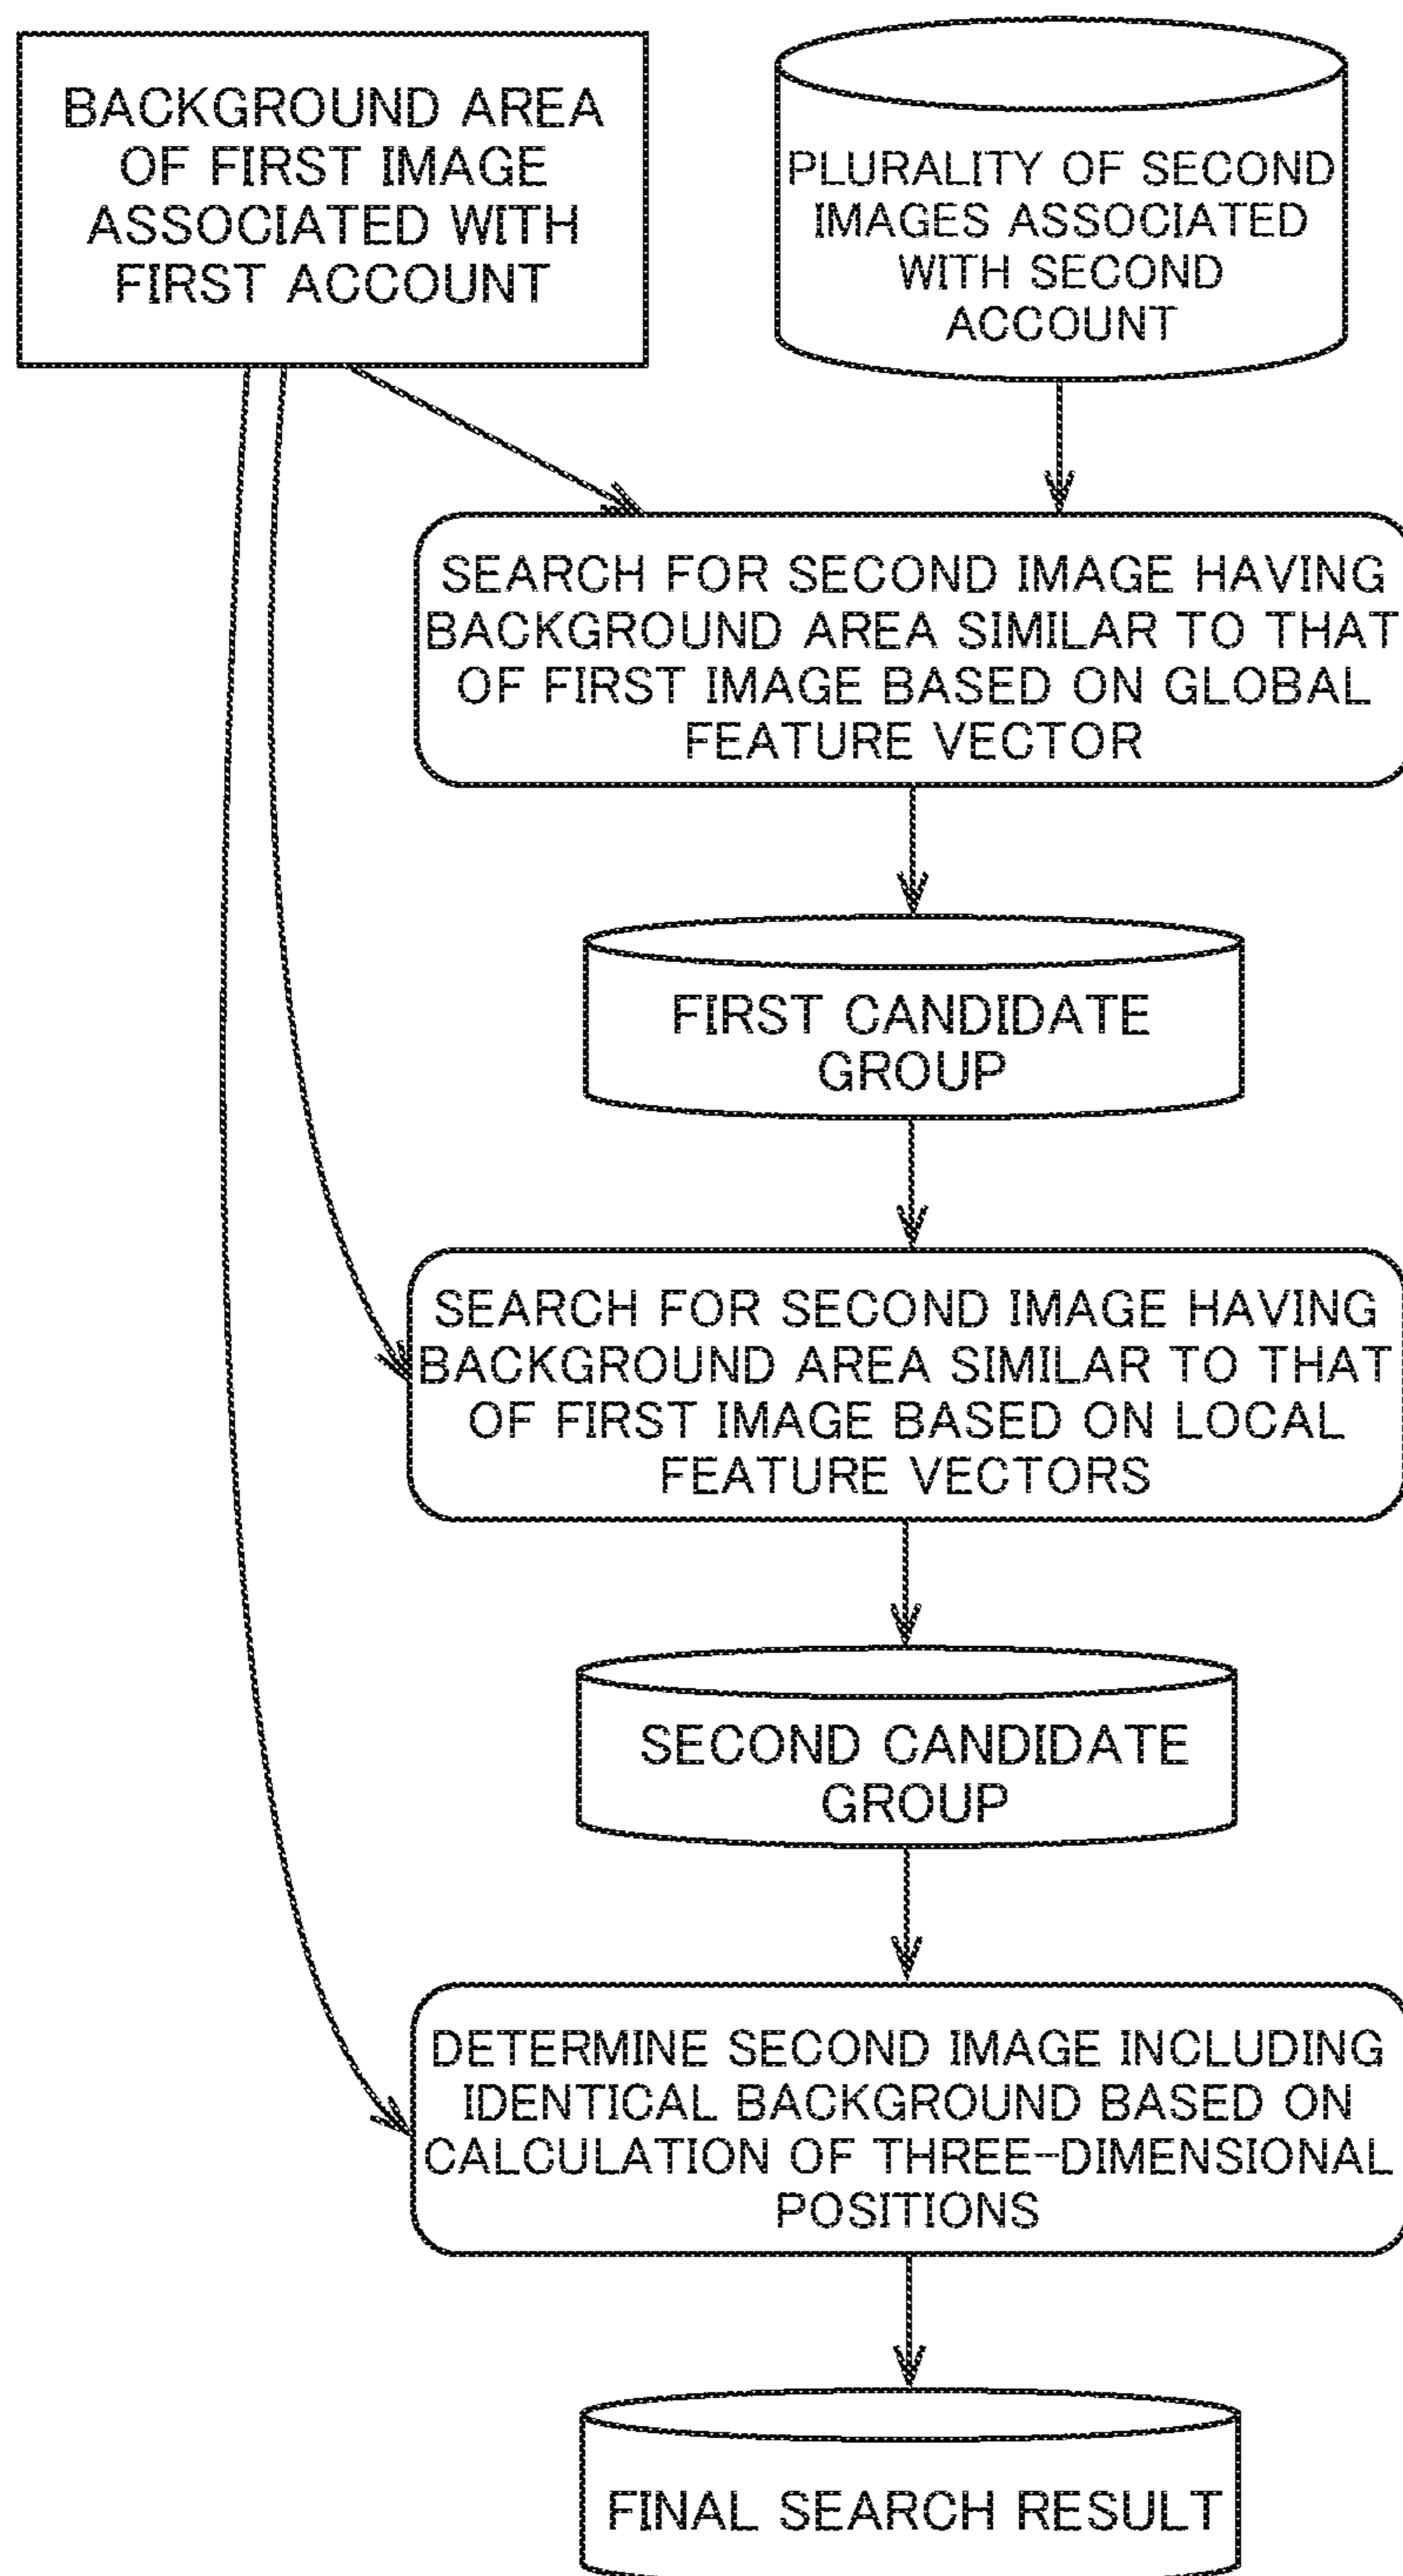 BACKGROUND AREA
OF FIRST IMAGE
ASSOCIATED WITH
FIRST ACCOUNT
PLURALITY OF SECOND
IMAGES ASSOCIATED
WITH SECOND
ACCOUNT
SEARCH FOR SECOND IMAGE HAVING
BACKGROUND AREA SIMILAR TO THAT
OF FIRST IMAGE BASED ON GLOBAL
FEATURE VECTOR
FIRST CANDIDATE
GROUP
SEARCH FOR SECOND IMAGE HAVING
BACKGROUND AREA SIMILAR TO THAT
OF FIRST IMAGE BASED ON LOCAL
FEATURE VECTORS
SECOND CANDIDATE
GROUP
DETERMINE SECOND IMAGE INCLUDING
IDENTICAL BACKGROUND BASED ON
CALCULATION OF THREE-DIMENSIONAL
POSITIONS
FINAL SEARCH RESULT